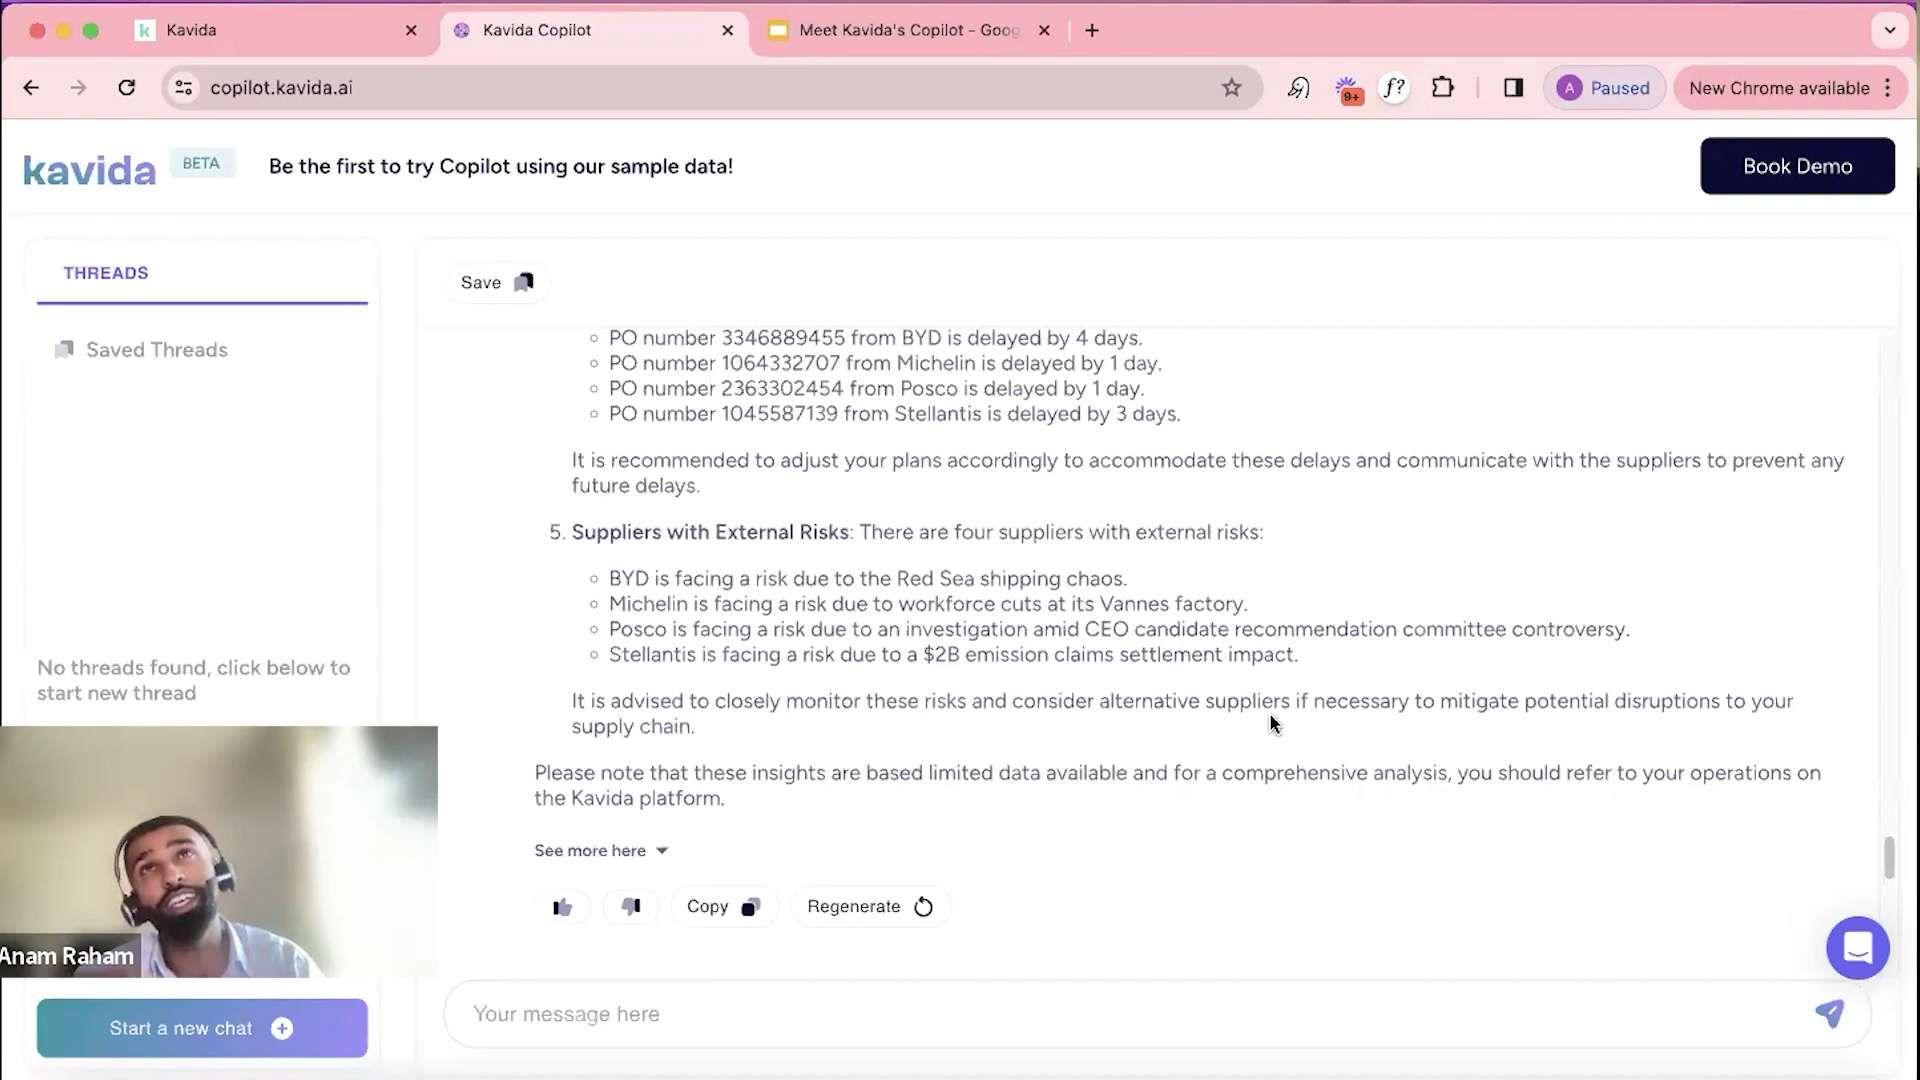 Kavida
Kavida Copilot
Meet Kavida's Copilot - Goog
copilot.kavida.ai
9+
f?
A Paused
New Chrome available
kavida BETA
Be the first to try Copilot using our sample data!
Book Demo
THREADS
Saved Threads
No threads found, click below to
start new thread
Save
PO number 3346889455 from BYD is delayed by 4 days.
PO number 1064332707 from Michelin is delayed by 1 day.
PO number 2363302454 from Posco is delayed by 1 day.
PO number 1045587139 from Stellantis is delayed by 3 days.
It is recommended to adjust your plans accordingly to accommodate these delays and communicate with the suppliers to prevent any
future delays.
5. Suppliers with External Risks: There are four suppliers with external risks:
BYD is facing a risk due to the Red Sea shipping chaos.
Michelin is facing a risk due to workforce cuts at its Vannes factory.
Posco is facing a risk due to an investigation amid CEO candidate recommendation committee controversy.
Stellantis is facing a risk due to a $2B emission claims settlement impact.
It is advised to closely monitor these risks and consider alternative suppliers if necessary to mitigate potential disruptions to your
supply chain.
Please note that these insights are based limited data available and for a comprehensive analysis, you should refer to your operations on
the Kavida platform.
See more here
Copy
Regenerate
Anam Raham
Start a new chat
Your message here